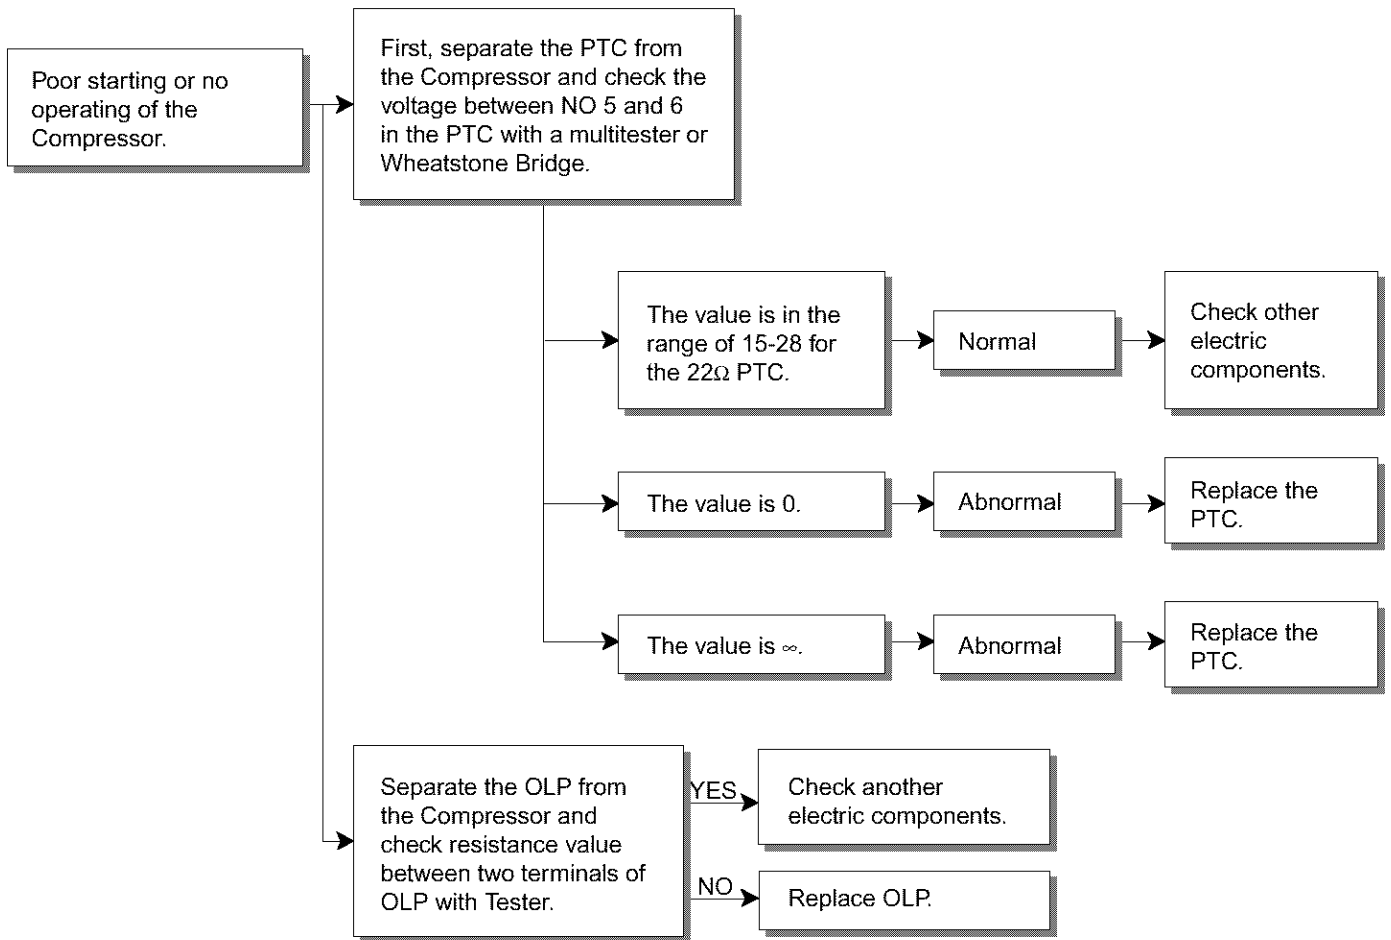 Poor starting or no
operating of the
Compressor.
First, separate the PTC from
the Compressor and check the
voltage between NO 5 and 6
in the PTC with a multitester or
Wheatstone Bridge.
The value is in the
range of 15-28 for
the 22Ω PTC.
Normal
Check other
electric
components.
The value is 0.
Abnormal
Replace the
PTC.
The value is ∞.
Abnormal
Replace the
PTC.
Separate the OLP from
the Compressor and
check resistance value
between two terminals of
OLP with Tester.
YES
Check another
electric components.
NO
Replace OLP.